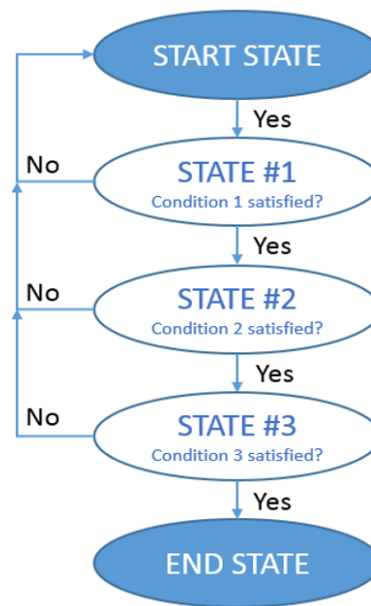 START STATE
Yes
No
STATE #1
Condition 1 satisfied?
Yes
No
STATE #2
Condition 2 satisfied?
Yes
No
STATE #3
Condition 3 satisfied?
Yes
END STATE